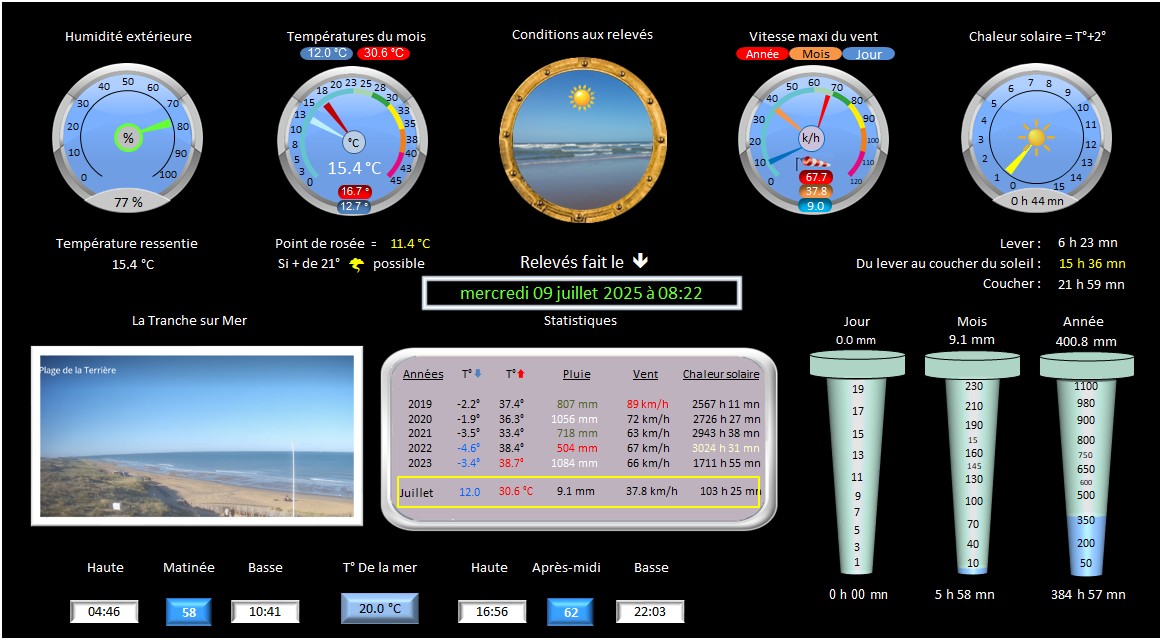 Humidité extérieure
Températures du mois
Conditions aux relevés
Vitesse maxi du vent
Chaleur solaire = T°+2°
12.0 °C 30.6 °C
Année Mois Jour
0 10 20 30 40 50 60 70 80 90 100
%
77 %
0 3 5 8 10 13 15 18 20 23 25 28 30 33 35 38 40 43 45
°C
15.4 °C
16.7 °
12.7 °
0 10 20 30 40 50 60 70 80 90 100 110 120
k/h
67.7
37.8
9.0
0 1 2 3 4 5 6 7 8 9 10 11 12 13 14 15
0 h 44 mn
Température ressentie
15.4 °C
Point de rosée = 11.4 °C
Si + de 21° possible
Relevés fait le
mercredi 09 juillet 2025 à 08:22
Lever : 6 h 23 mn
Du lever au coucher du soleil : 15 h 36 mn
Coucher : 21 h 59 mn
La Tranche sur Mer
Plage de la Terrière
Statistiques
Années T° T° Pluie Vent Chaleur solaire
2019 -2.2° 37.4° 807 mm 89 km/h 2567 h 11 mn
2020 -1.9° 36.3° 1056 mm 72 km/h 2726 h 27 mn
2021 -3.5° 33.4° 718 mm 63 km/h 2943 h 38 mn
2022 -4.6° 38.4° 504 mm 67 km/h 3024 h 31 mn
2023 -3.4° 38.7° 1084 mm 66 km/h 1711 h 55 mn
Juillet 12.0 30.6 °C 9.1 mm 37.8 km/h 103 h 25 mn
Jour
0.0 mm
19
17
15
13
11
9
7
5
3
1
0 h 00 mn
Mois
9.1 mm
230
210
190
15
160
145
130
100
70
40
10
5 h 58 mn
Année
400.8 mm
1100
980
900
800
750
650
600
500
350
200
50
384 h 57 mn
Haute Matinée Basse T° De la mer Haute Après-midi Basse
04:46 58 10:41 20.0 °C 16:56 62 22:03